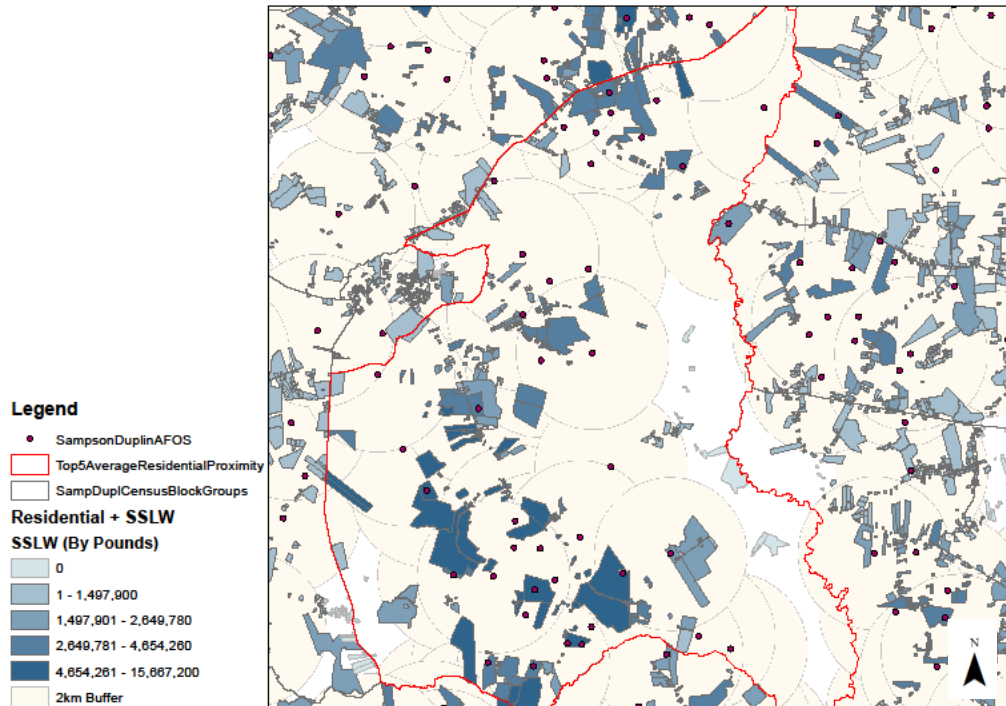 Legend
SampsonDuplinAFOS
Top5AverageResidentialProximity
SampDuplCensusBlockGroups
Residential + SSLW
SSLW (By Pounds)
0
1 - 1,497,900
1,497,901 - 2,649,780
2,649,781 - 4,654,260
4,654,261 - 15,667,200
2km Buffer
N